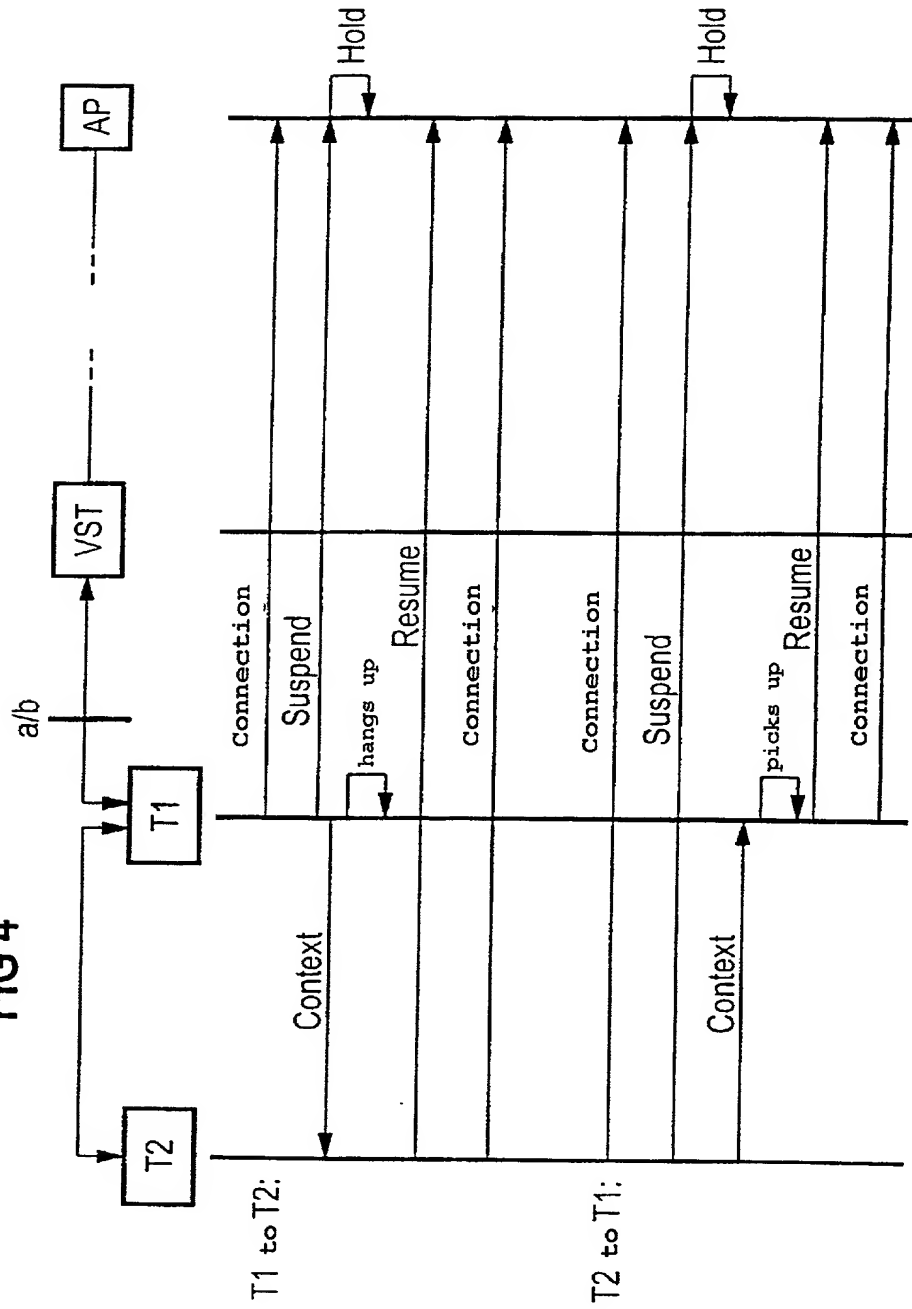 FIG 4
a/b
T2
T1
VST
AP
T1 to T2:
Connection
Suspend
Hold
Context
hangs up
Resume
Connection
T2 to T1:
Connection
Suspend
Hold
Context
picks up
Resume
Connection